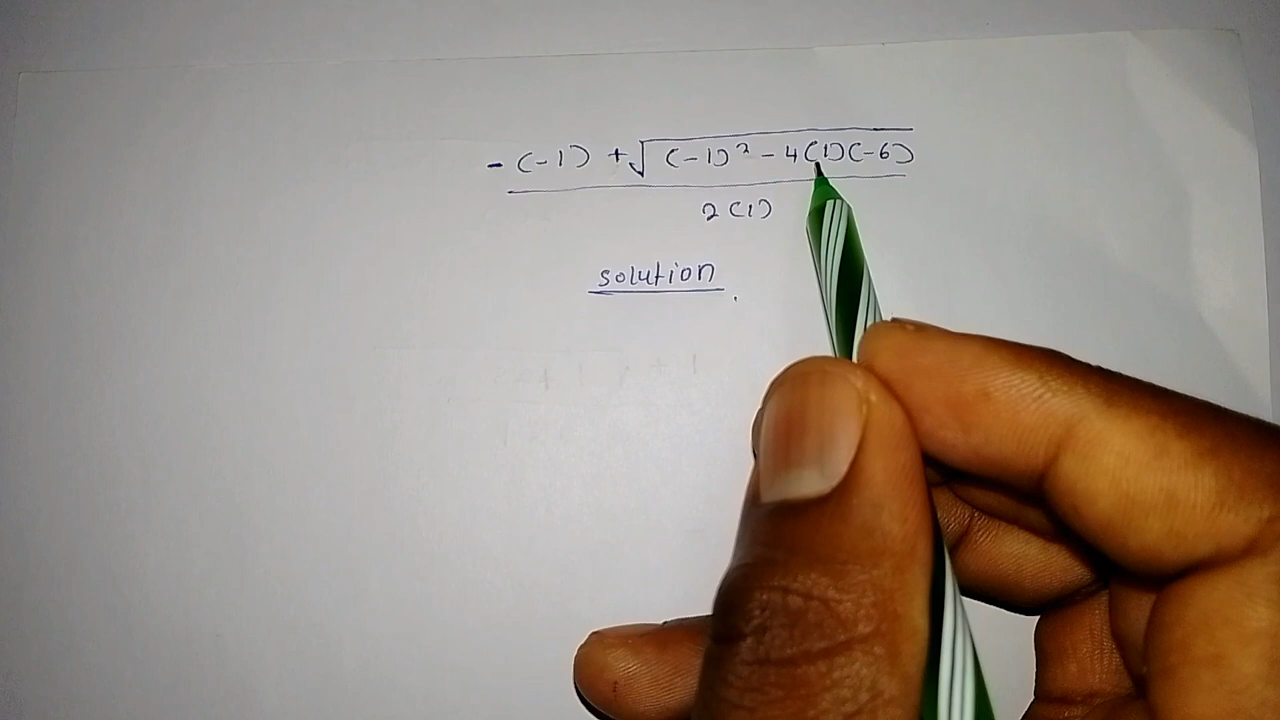 - (-1) + √(-1)² - 4(1)(-6)
2(1)
solution